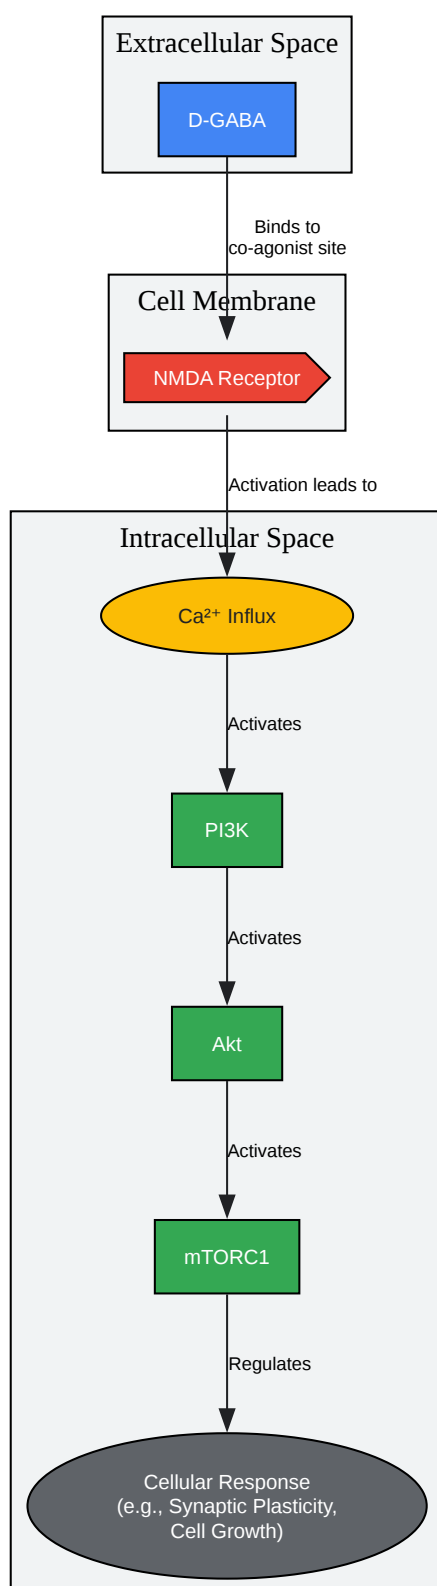 Extracellular Space
D-GABA
Binds to
co-agonist site
Cell Membrane
NMDA Receptor
Activation leads to
Intracellular Space
Ca²⁺ Influx
Activates
PI3K
Activates
Akt
Activates
mTORC1
Regulates
Cellular Response
(e.g., Synaptic Plasticity,
Cell Growth)